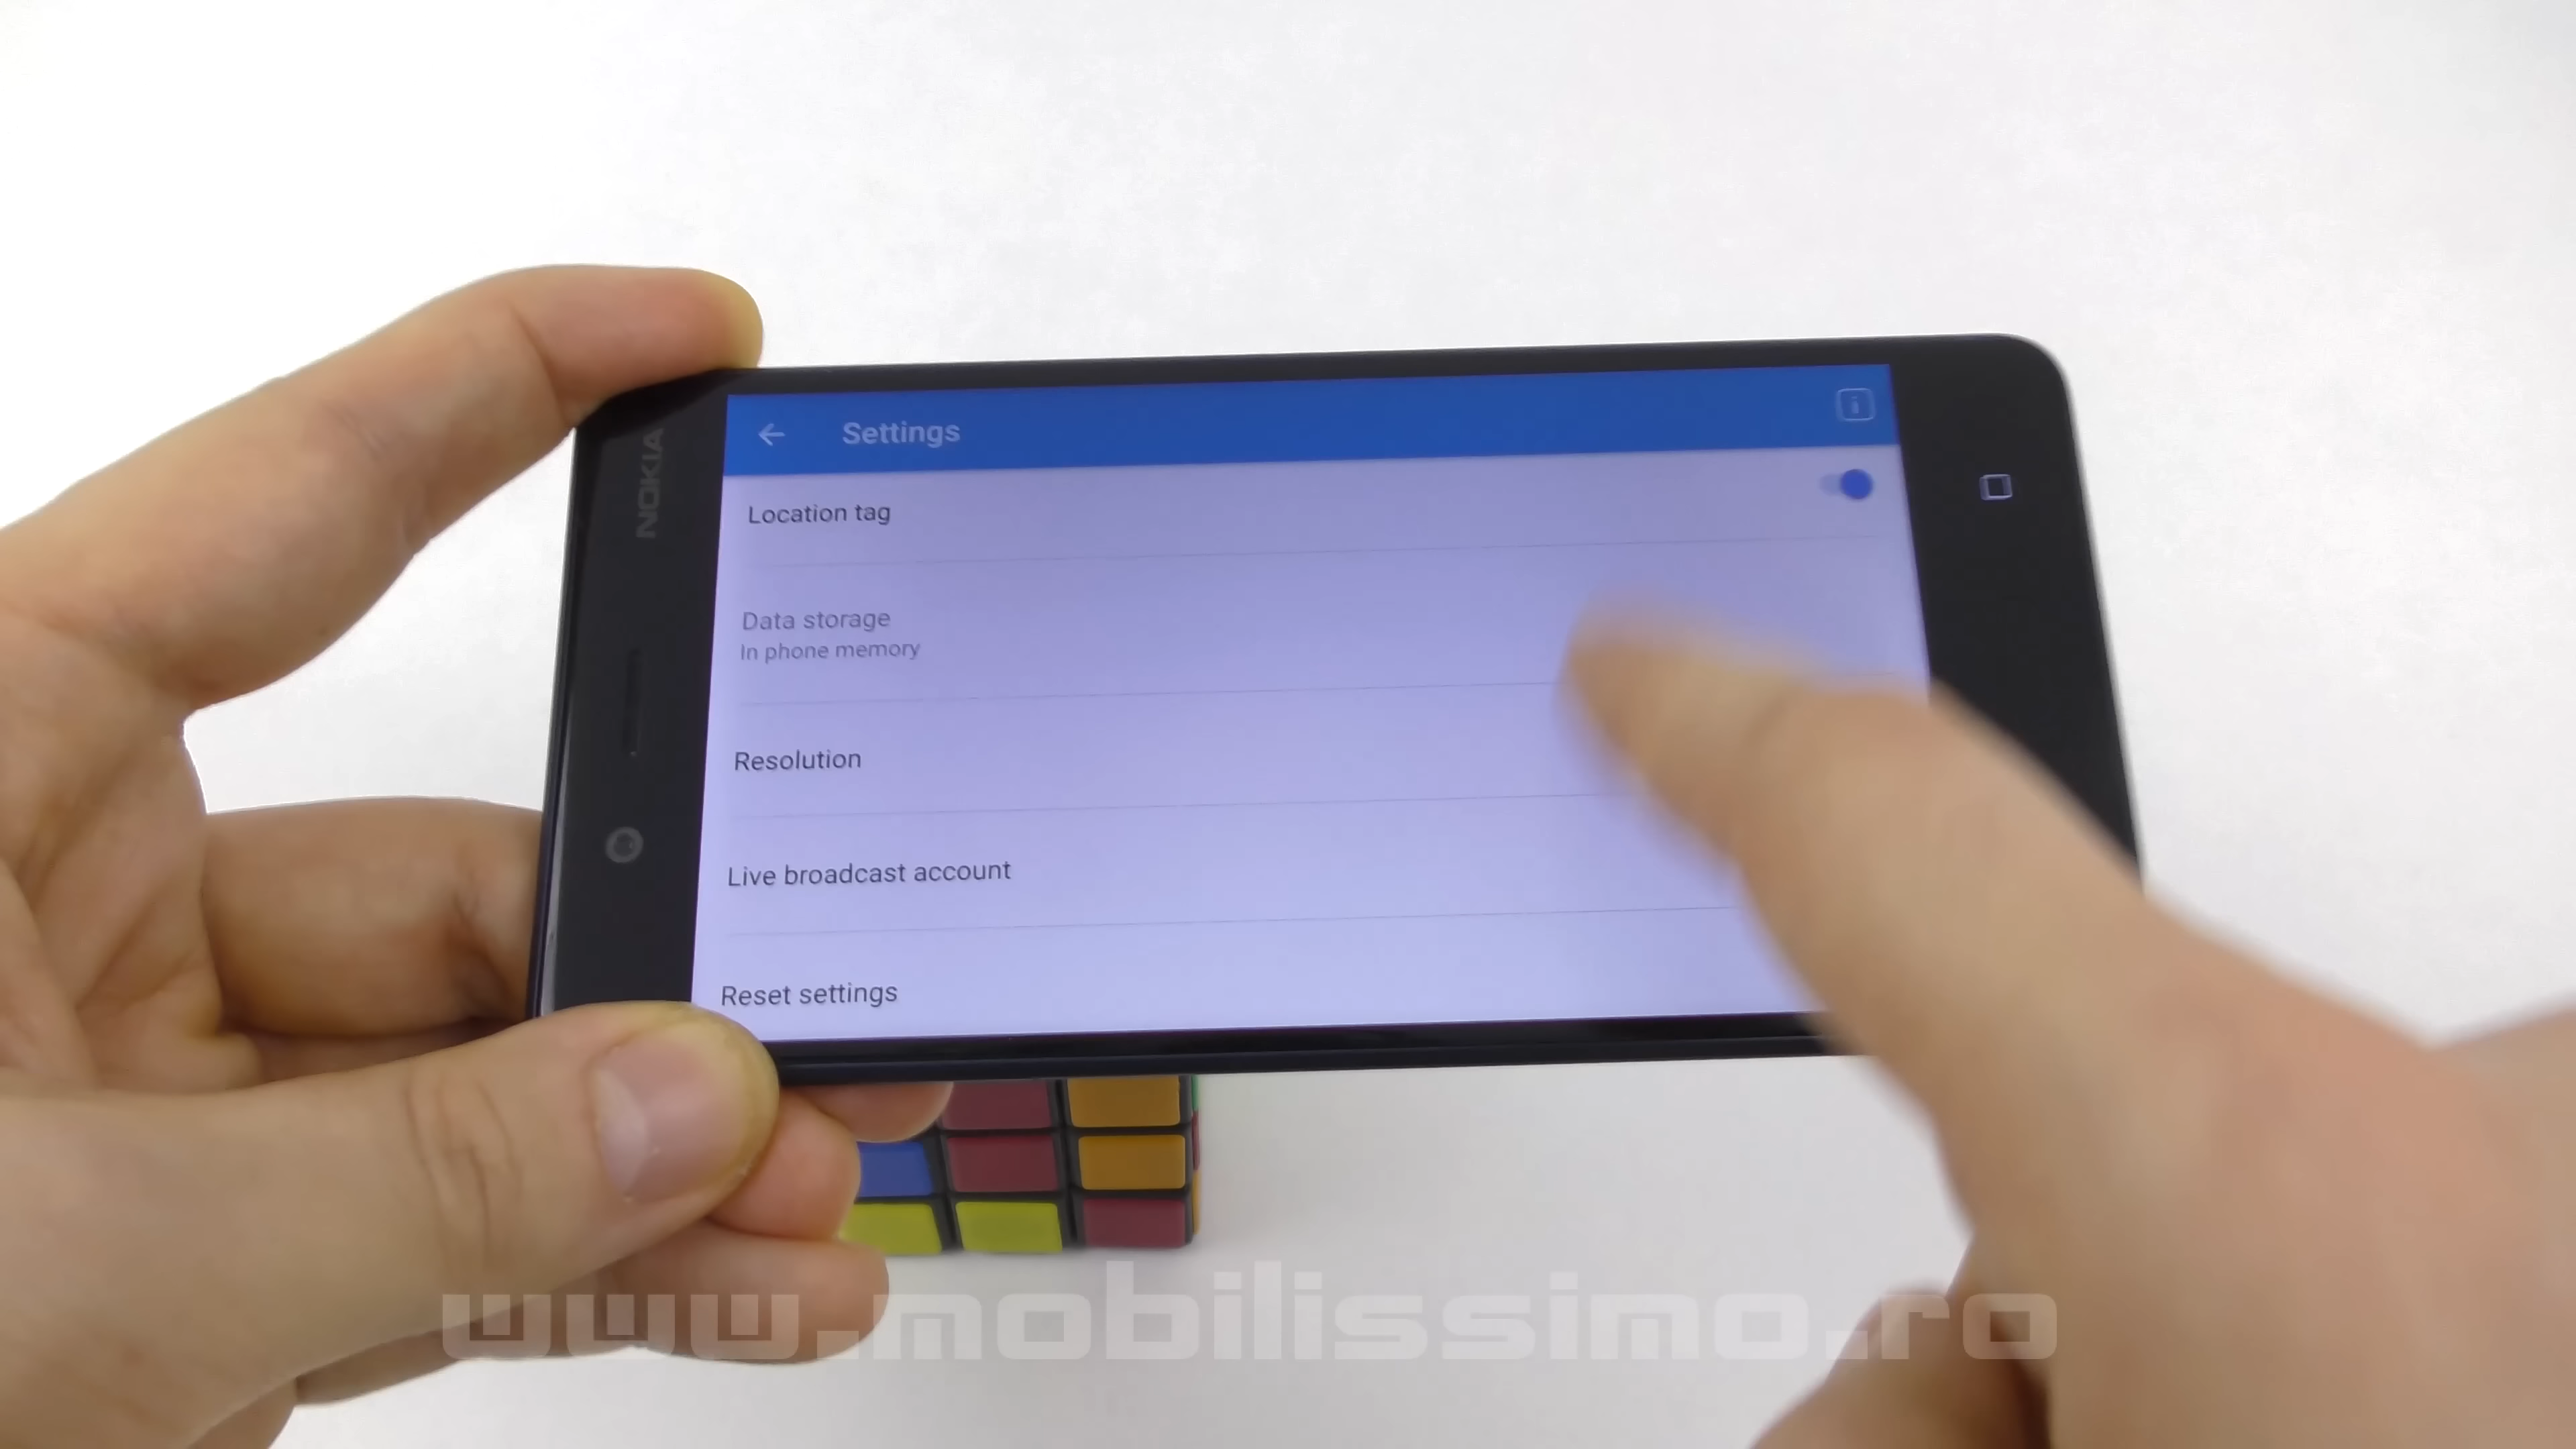 NOKIA
Settings
Location tag
Data storage
In phone memory
Resolution
Live broadcast account
Reset settings
www.mobilissimo.ro